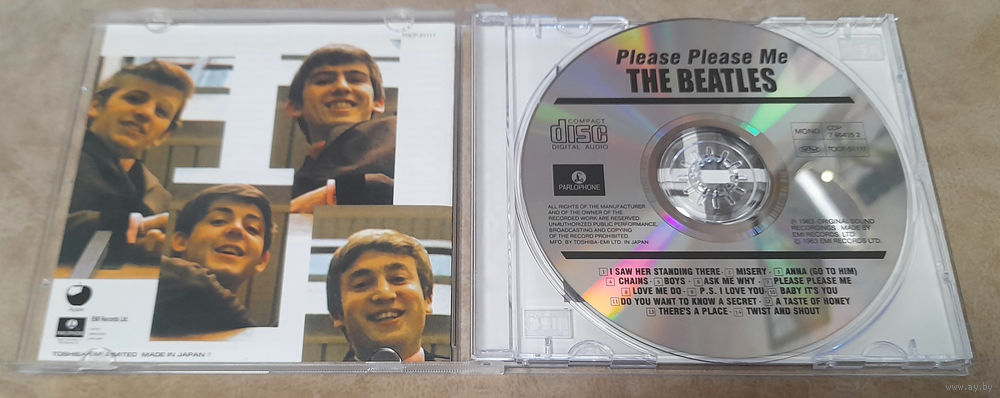 TOCP-51111
EMI Records Ltd.
PARLOPHONE
TOSHIBA-EMI LIMITED MADE IN JAPAN
Please Please Me
THE BEATLES
COMPACT
disc
DIGITAL AUDIO
MONO
CDP
7 46435 2
TOCP-51111
PARLOPHONE
ALL RIGHTS OF THE MANUFACTURER
AND OF THE OWNER OF THE
RECORDED WORK ARE RESERVED.
UNAUTHORIZED PUBLIC PERFORMANCE,
BROADCASTING AND COPYING
OF THE RECORD PROHIBITED.
MFD. BY TOSHIBA-EMI LTD. IN JAPAN
℗ 1963 ORIGINAL SOUND
RECORDINGS MADE BY
EMI RECORDS LTD.
© 1963 EMI RECORDS LTD.
1 I SAW HER STANDING THERE · 2 MISERY · 3 ANNA (GO TO HIM)
4 CHAINS · 5 BOYS · 6 ASK ME WHY · 7 PLEASE PLEASE ME
8 LOVE ME DO · 9 P.S. I LOVE YOU · 10 BABY IT'S YOU
11 DO YOU WANT TO KNOW A SECRET · 12 A TASTE OF HONEY
13 THERE'S A PLACE · 14 TWIST AND SHOUT
www.ay.by